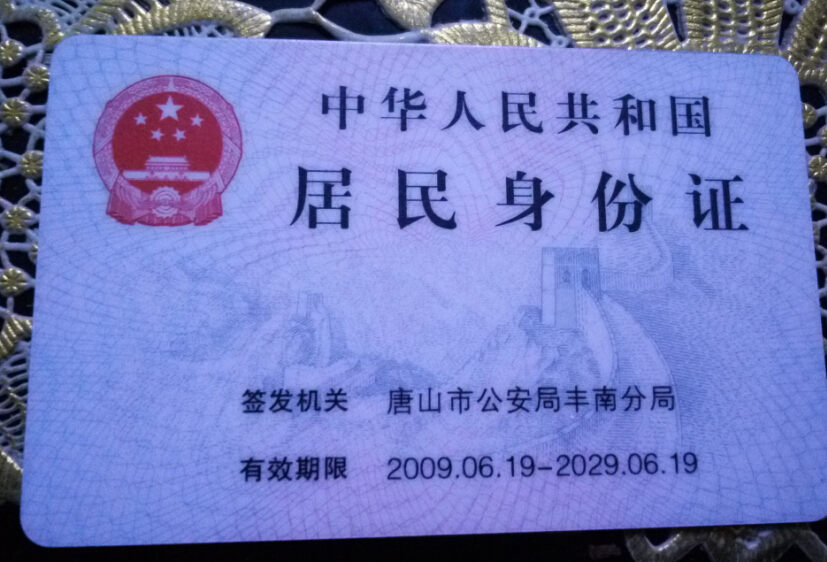 中华人民共和国
居民身份证
签发机关 唐山市公安局丰南分局
有效期限 2009.06.19-2029.06.19